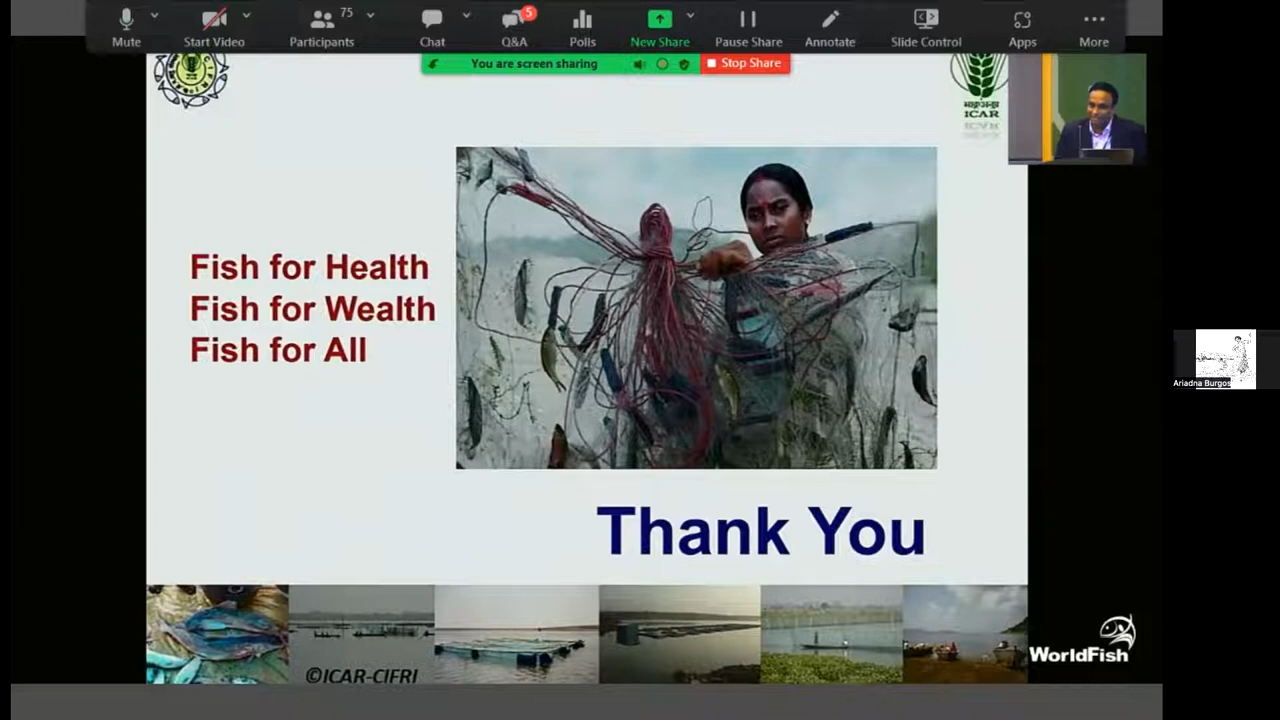 Mute
Start Video
75
Participants
Chat
5
Q&A
Polls
New Share
Pause Share
Annotate
Slide Control
Apps
More
You are screen sharing
Stop Share
ICAR
Fish for Health
Fish for Wealth
Fish for All
Thank You
©ICAR-CIFRI
WorldFish
Ariadna Burgos